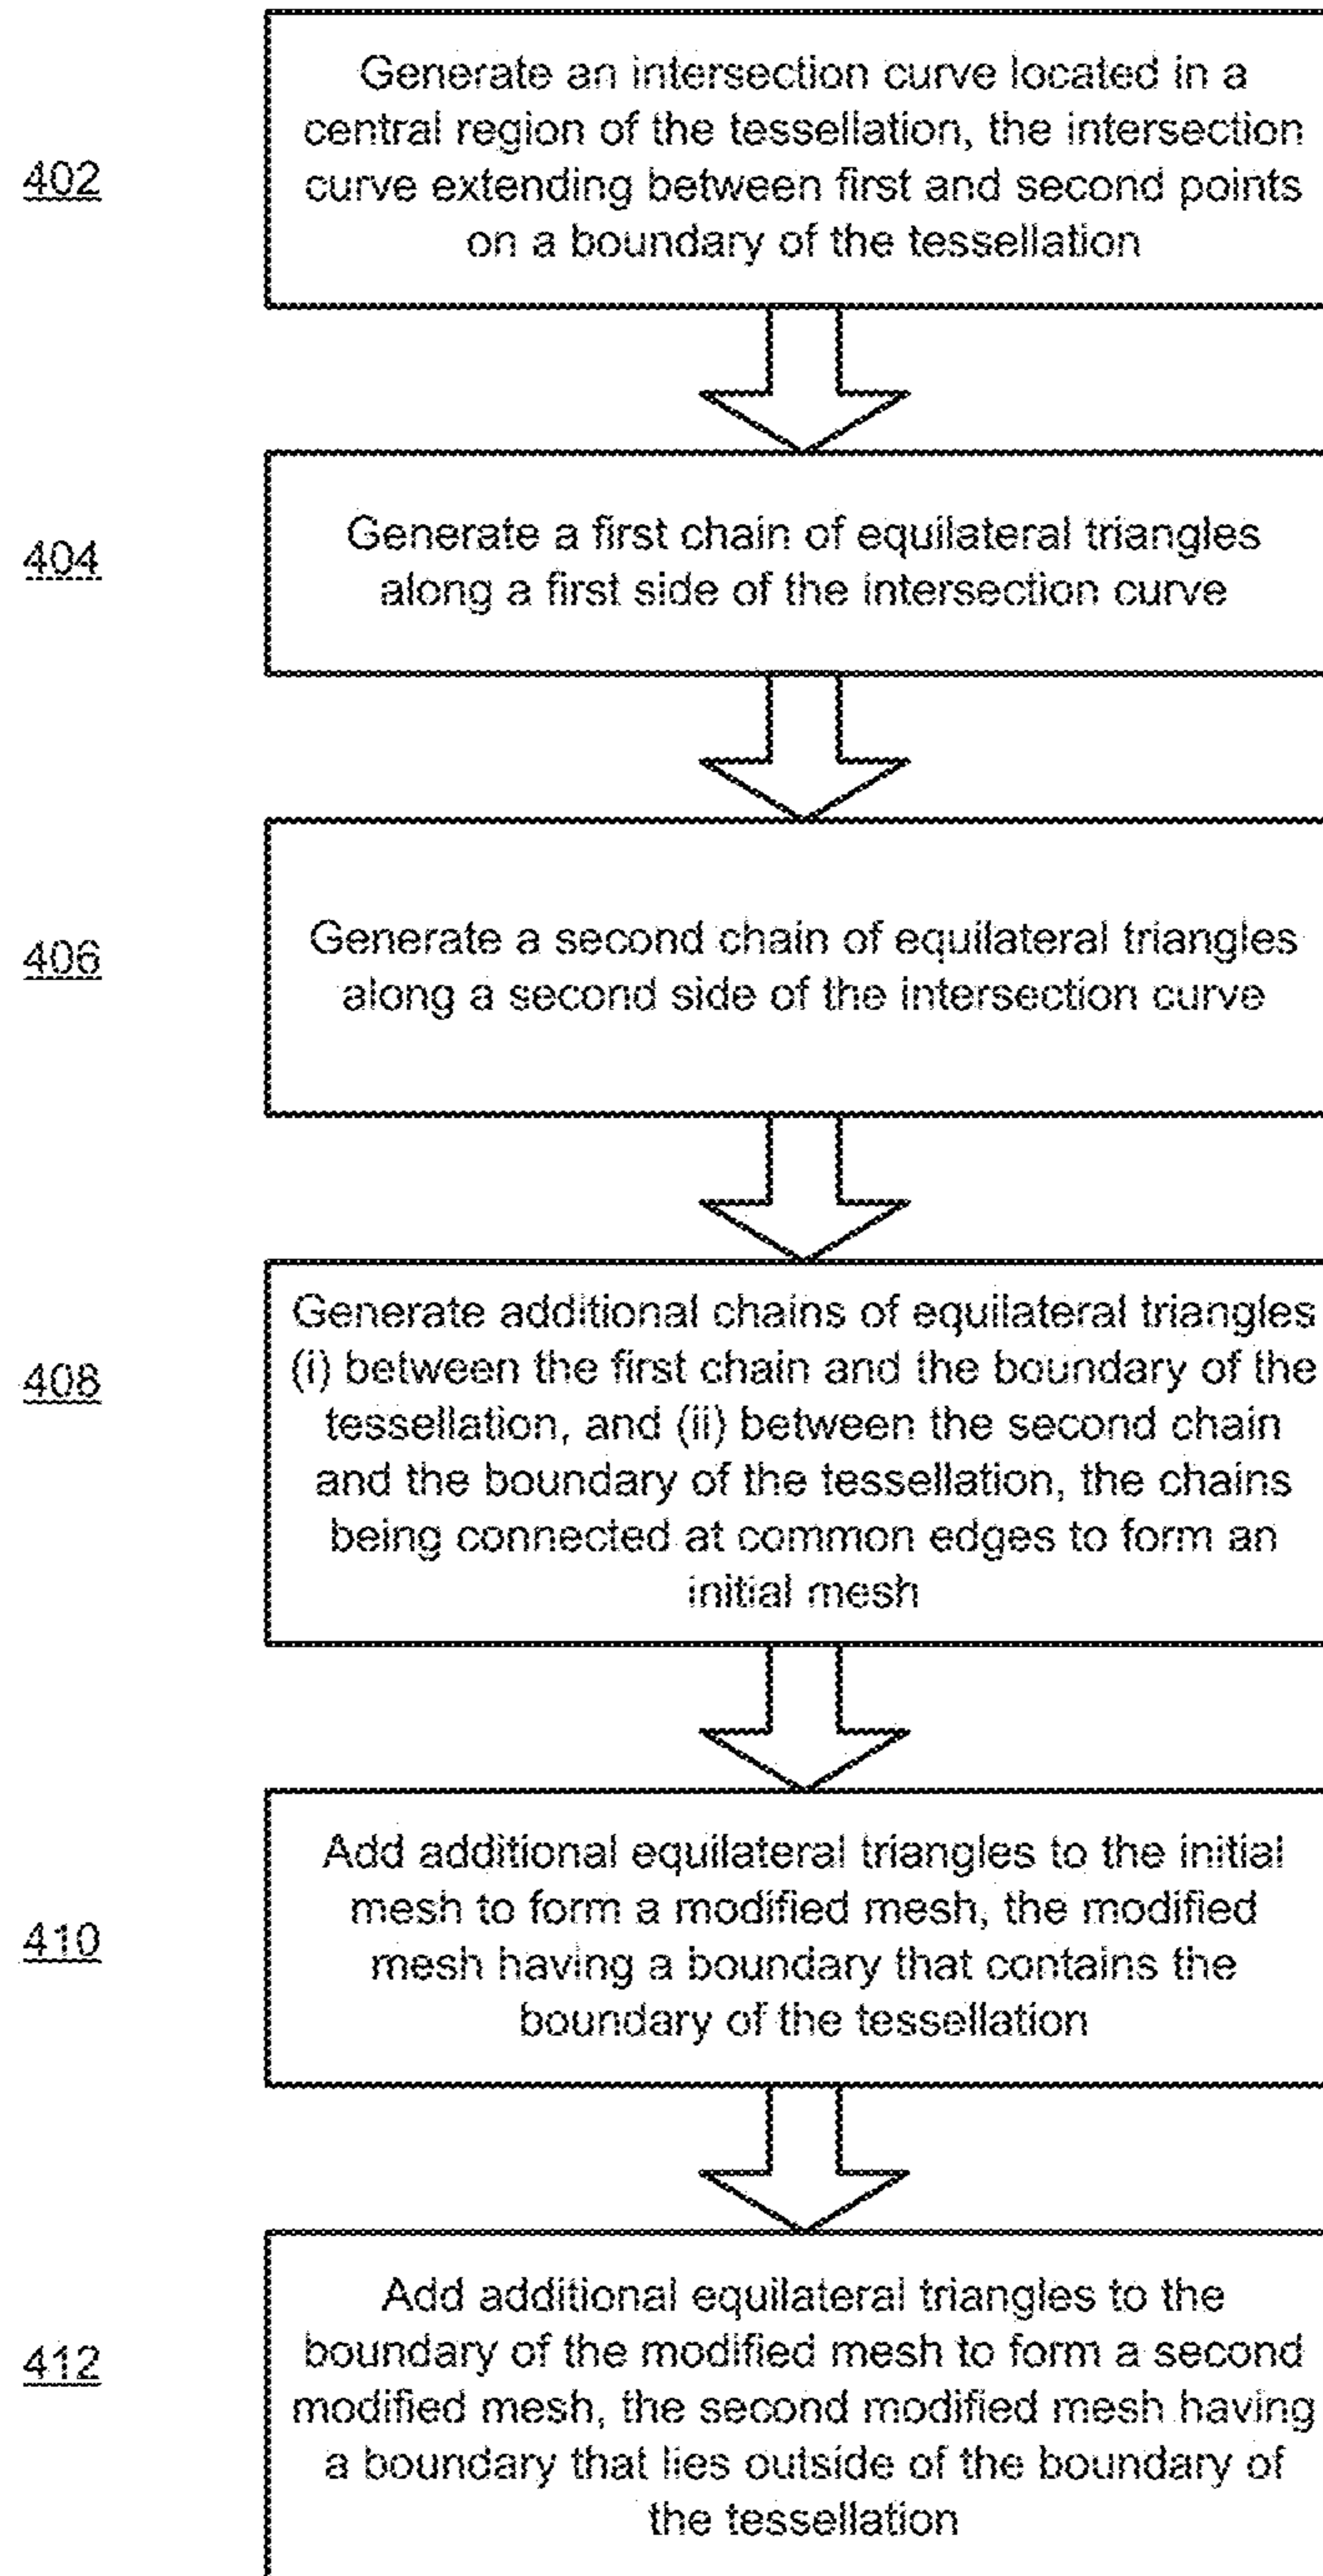 402
Generate an intersection curve located in a
central region of the tessellation, the intersection
curve extending between first and second points
on a boundary of the tessellation
404
Generate a first chain of equilateral triangles
along a first side of the intersection curve
406
Generate a second chain of equilateral triangles
along a second side of the intersection curve
408
Generate additional chains of equilateral triangles
(i) between the first chain and the boundary of the
tessellation, and (ii) between the second chain
and the boundary of the tessellation, the chains
being connected at common edges to form an
initial mesh
410
Add additional equilateral triangles to the initial
mesh to form a modified mesh, the modified
mesh having a boundary that contains the
boundary of the tessellation
412
Add additional equilateral triangles to the
boundary of the modified mesh to form a second
modified mesh, the second modified mesh having
a boundary that lies outside of the boundary of
the tessellation